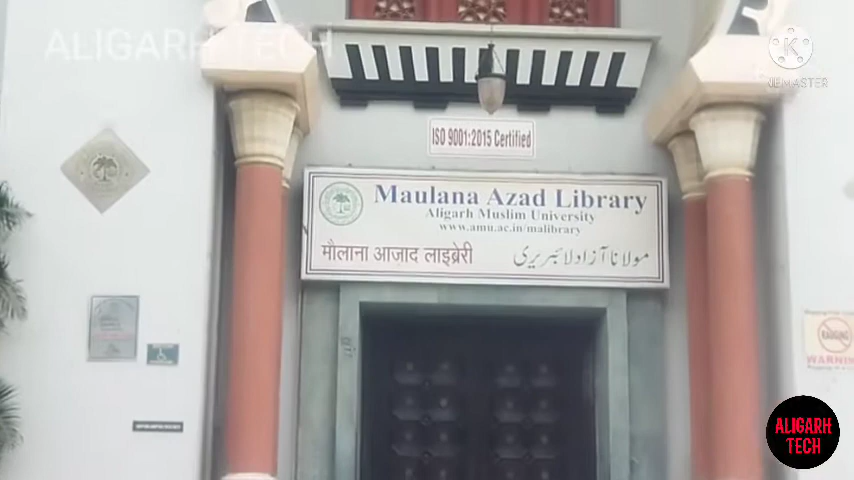 ALIGARH TECH
KINEMASTER
ISO 9001:2015 Certified
Maulana Azad Library
Aligarh Muslim University
www.amu.ac.in/malibrary
मौलाना आज़ाद लाइब्रेरी
مولانا آزاد لائبریری
RAGGING
WARNING
ALIGARH
TECH